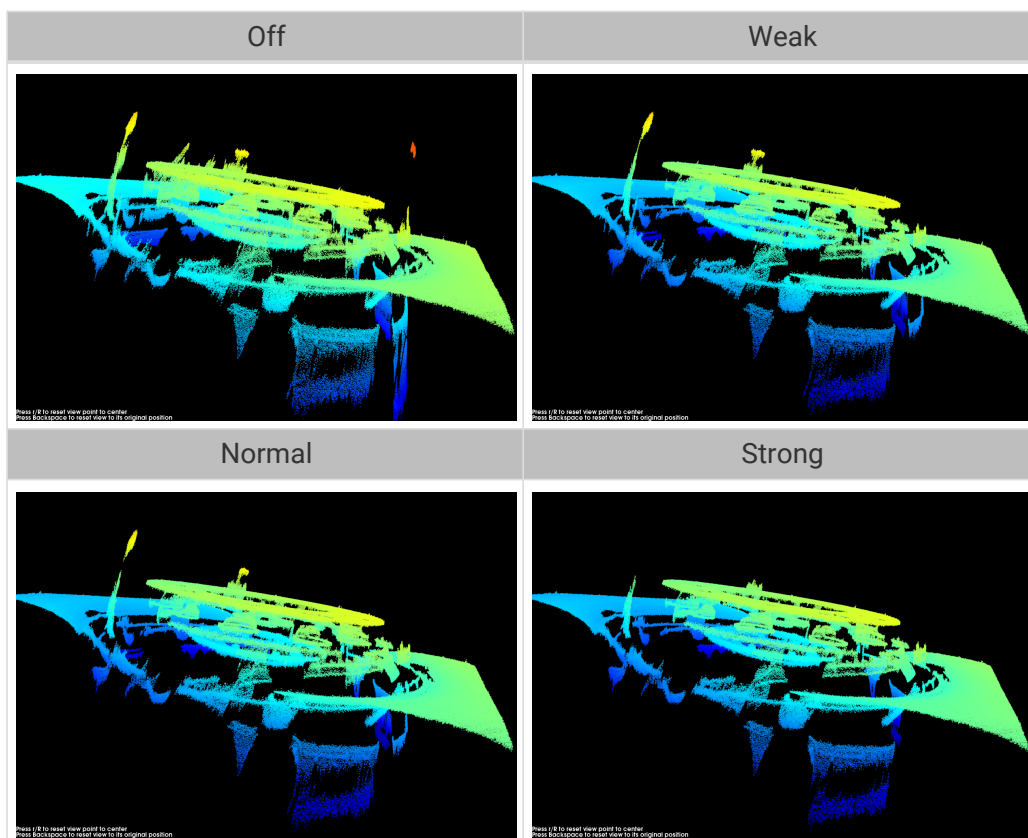 Off
Weak
Press r/R to reset view point to center
Press Backspace to reset view to its original position
Press r/R to reset view point to center
Press Backspace to reset view to its original position
Normal
Strong
Press r/R to reset view point to center
Press Backspace to reset view to its original position
Press r/R to reset view point to center
Press Backspace to reset view to its original position